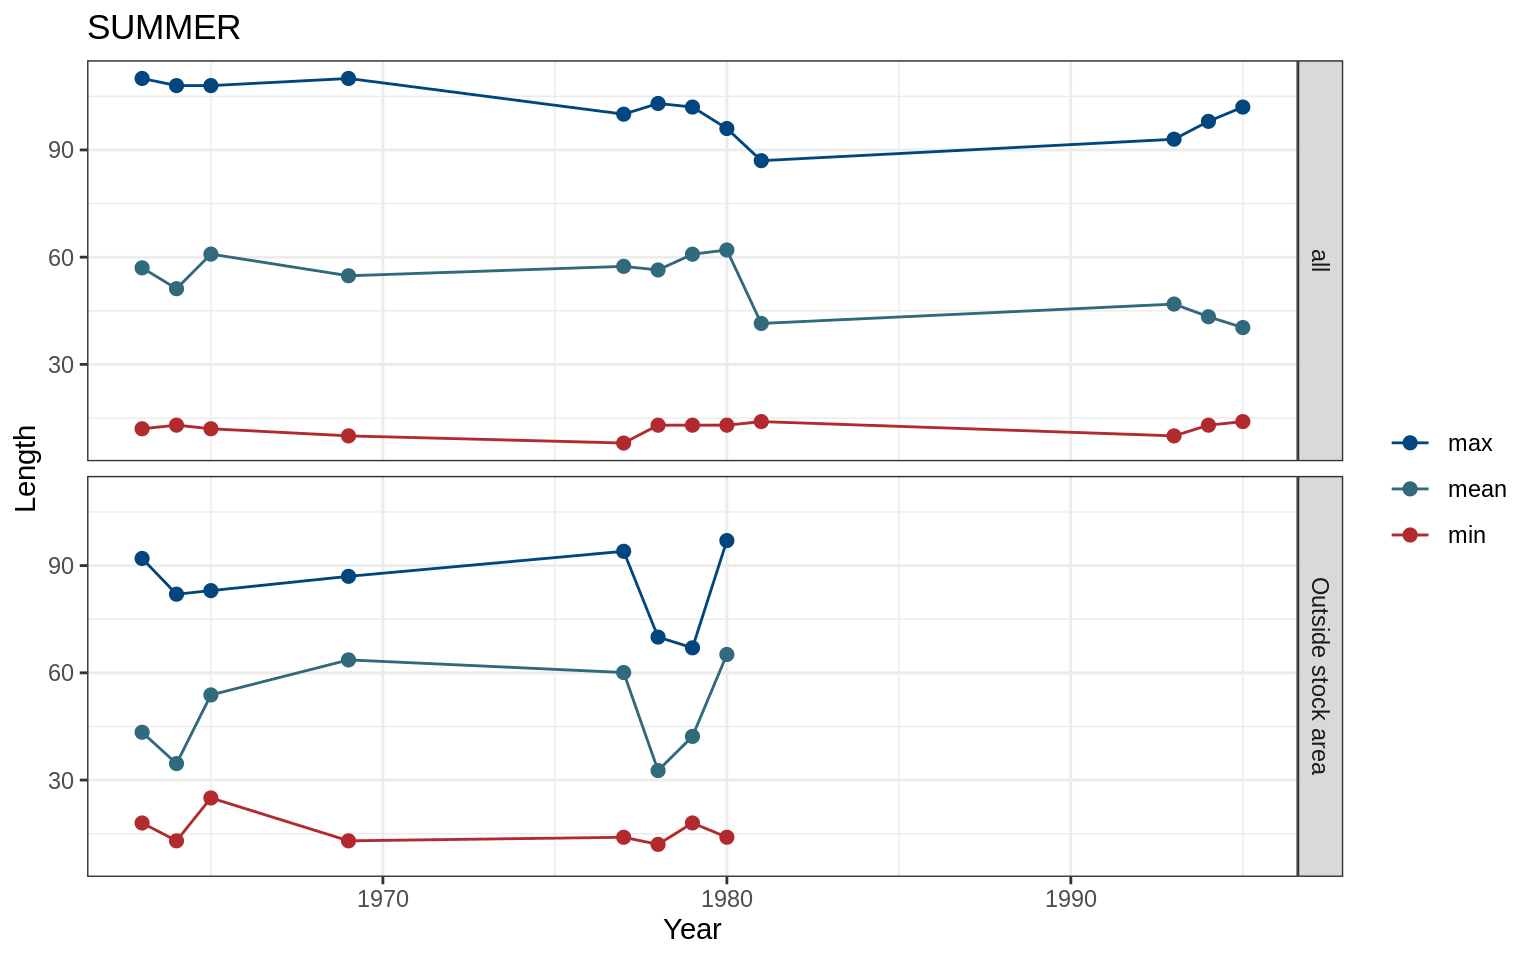 SUMMER
Length
90
60
30
all
90
60
30
Outside stock area
1970
1980
1990
Year
max
mean
min